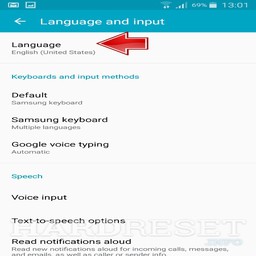 69% 13:01
Language and input
Language
English (United States)
Keyboards and input methods
Default
Samsung keyboard
Samsung keyboard
Multiple languages
Google voice typing
Automatic
Speech
Voice input
Text-to-speech options
HARDRESET
.INFO
Read notifications aloud
Read new notifications aloud for incoming calls, messages,
and emails, as well as caller or sender info.